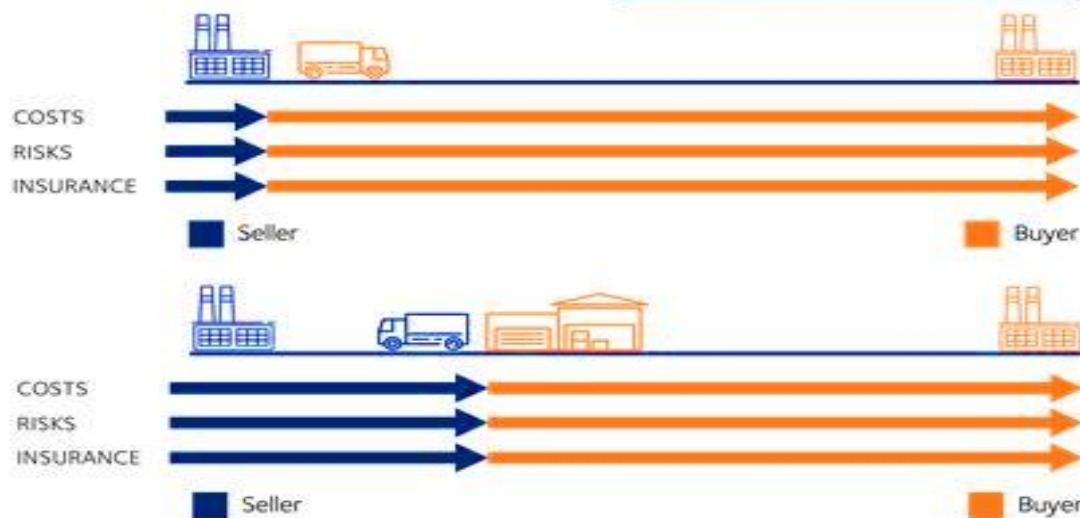 COSTS
RISKS
INSURANCE
Seller Buyer
COSTS
RISKS
INSURANCE
Seller Buyer